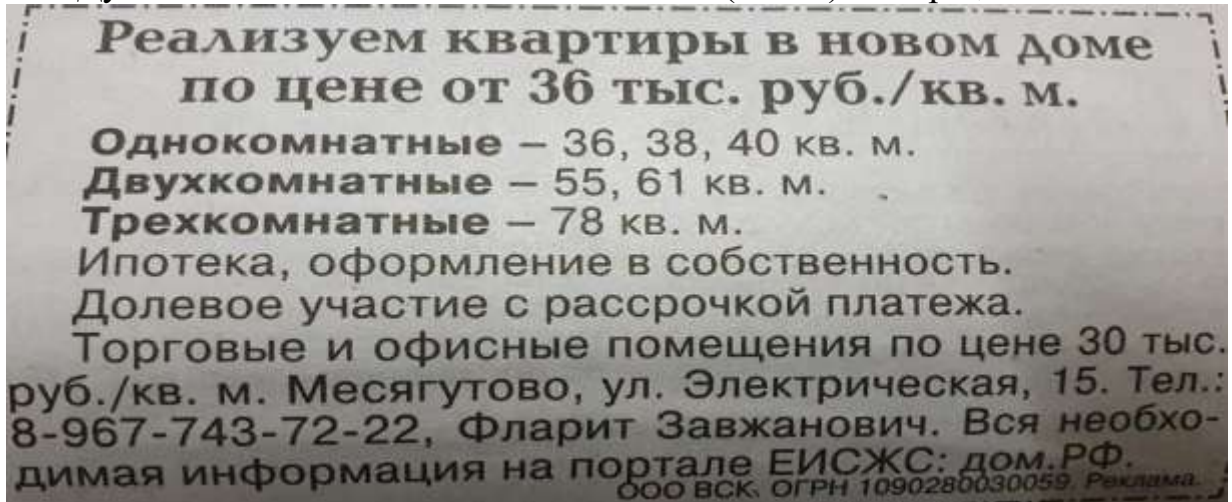 Реализуем квартиры в новом доме
по цене от 36 тыс. руб./кв. м.
Однокомнатные – 36, 38, 40 кв. м.
Двухкомнатные – 55, 61 кв. м.
Трехкомнатные – 78 кв. м.
Ипотека, оформление в собственность.
Долевое участие с рассрочкой платежа.
Торговые и офисные помещения по цене 30 тыс.
руб./кв. м. Месягутово, ул. Электрическая, 15. Тел.:
8-967-743-72-22, Фларит Завжанович. Вся необхо-
димая информация на портале ЕИСЖС: дом.РФ.
ООО ВСК. ОГРН 1090280030059. Реклама.